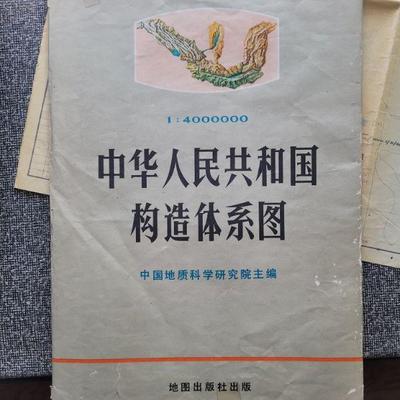 1:4000000
中华人民共和国
构造体系图
中国地质科学研究院主编
地图出版社出版